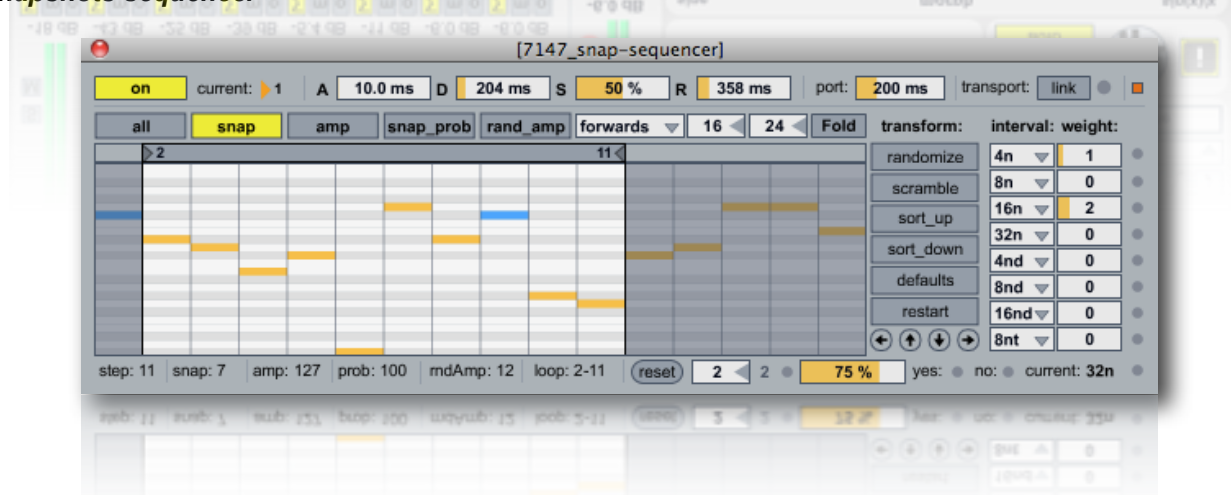 [7147_snap-sequencer]
on current: 1 A 10.0 ms D 204 ms S 50 % R 358 ms port: 200 ms transport: link
all snap amp snap_prob rand_amp forwards 16 24 Fold transform: interval: weight:
2 11
randomize 4n 1
scramble 8n 0
sort_up 16n 2
32n 0
sort_down 4nd 0
defaults 8nd 0
restart 16nd 0
8nt 0
step: 11 snap: 7 amp: 127 prob: 100 rndAmp: 12 loop: 2-11 reset 2 2 75 % yes: no: current: 32n